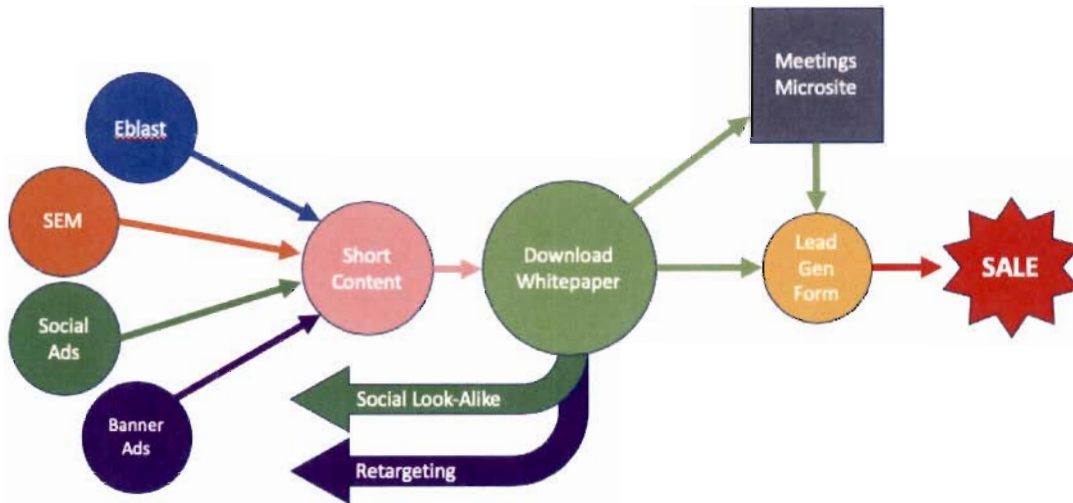 Eblast
SEM
Social
Ads
Banner
Ads
Short
Content
Download
Whitepaper
Social Look-Alike
Retargeting
Meetings
Microsite
Lead
Gen
Form
SALE